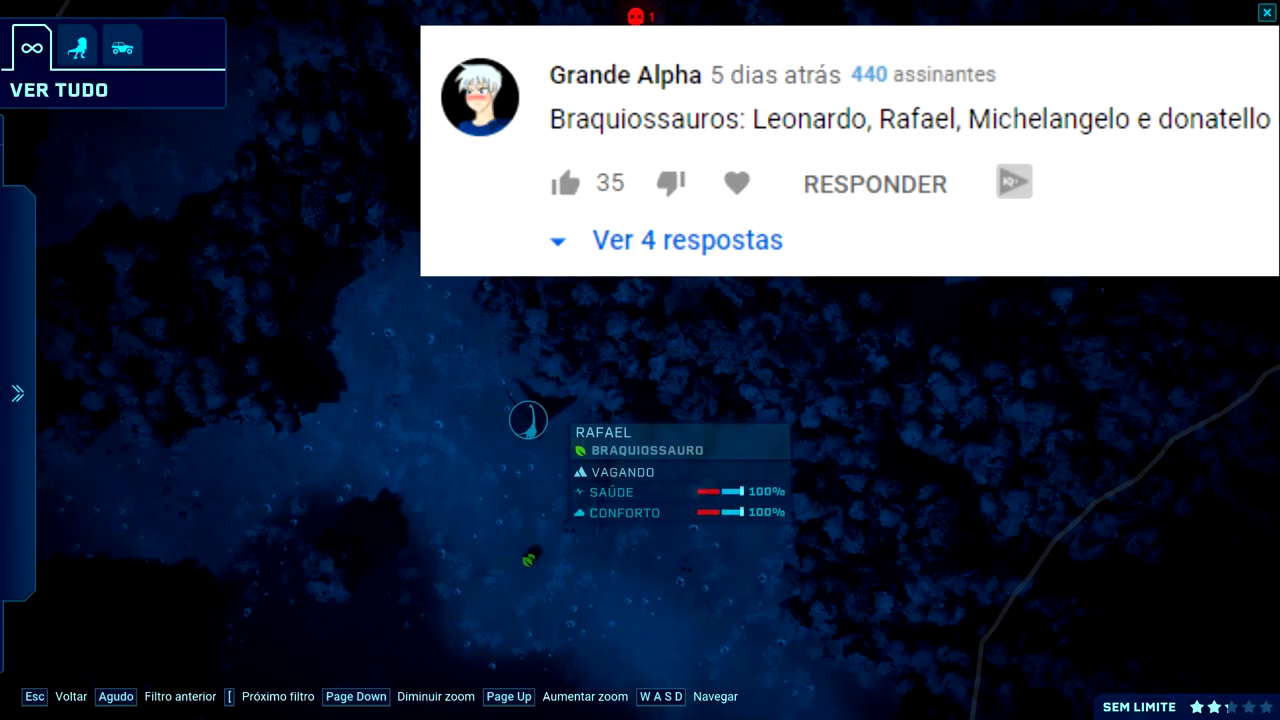 1
VER TUDO
Grande Alpha 5 dias atrás 440 assinantes
Braquiossauros: Leonardo, Rafael, Michelangelo e donatello
35 RESPONDER IQ+
Ver 4 respostas
RAFAEL
BRAQUIOSSAURO
VAGANDO
SAÚDE 100%
CONFORTO 100%
Esc Voltar Agudo Filtro anterior [ Próximo filtro Page Down Diminuir zoom Page Up Aumentar zoom W A S D Navegar
SEM LIMITE